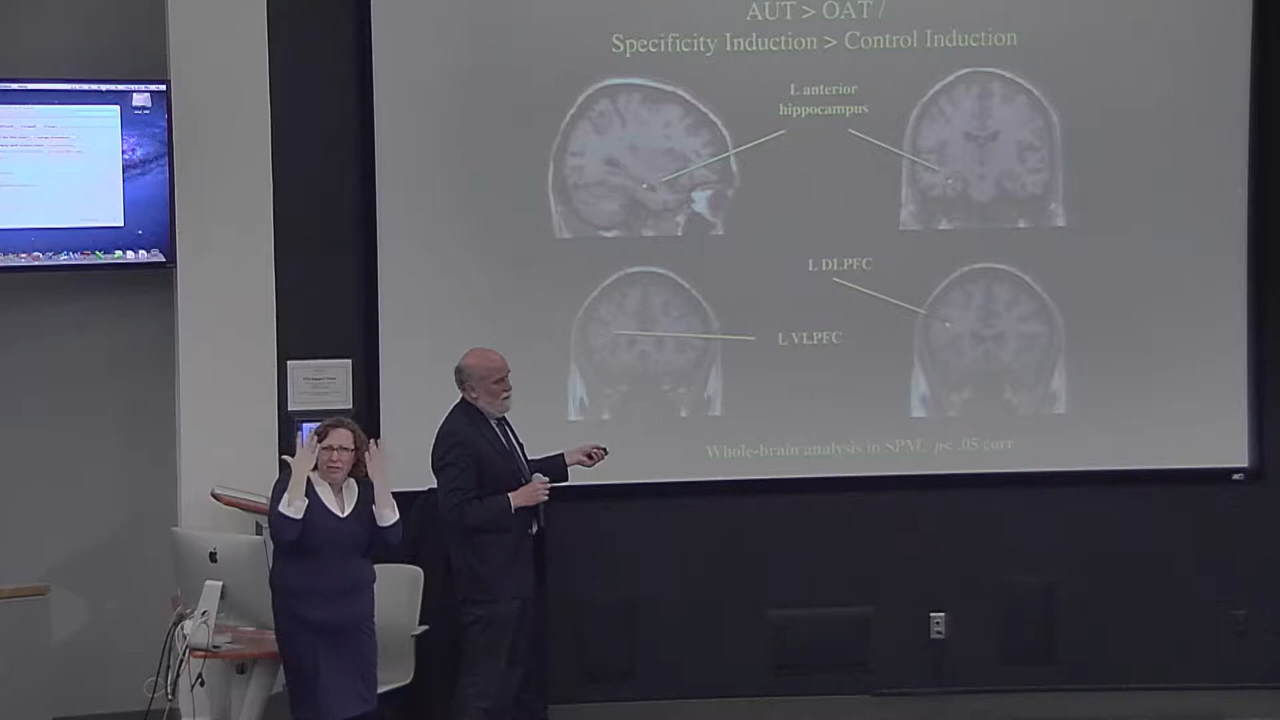 AUT > OAT /
Specificity Induction > Control Induction
L anterior
hippocampus
L DLPFC
L VLPFC
Whole-brain analysis in SPM, p< .05 corr